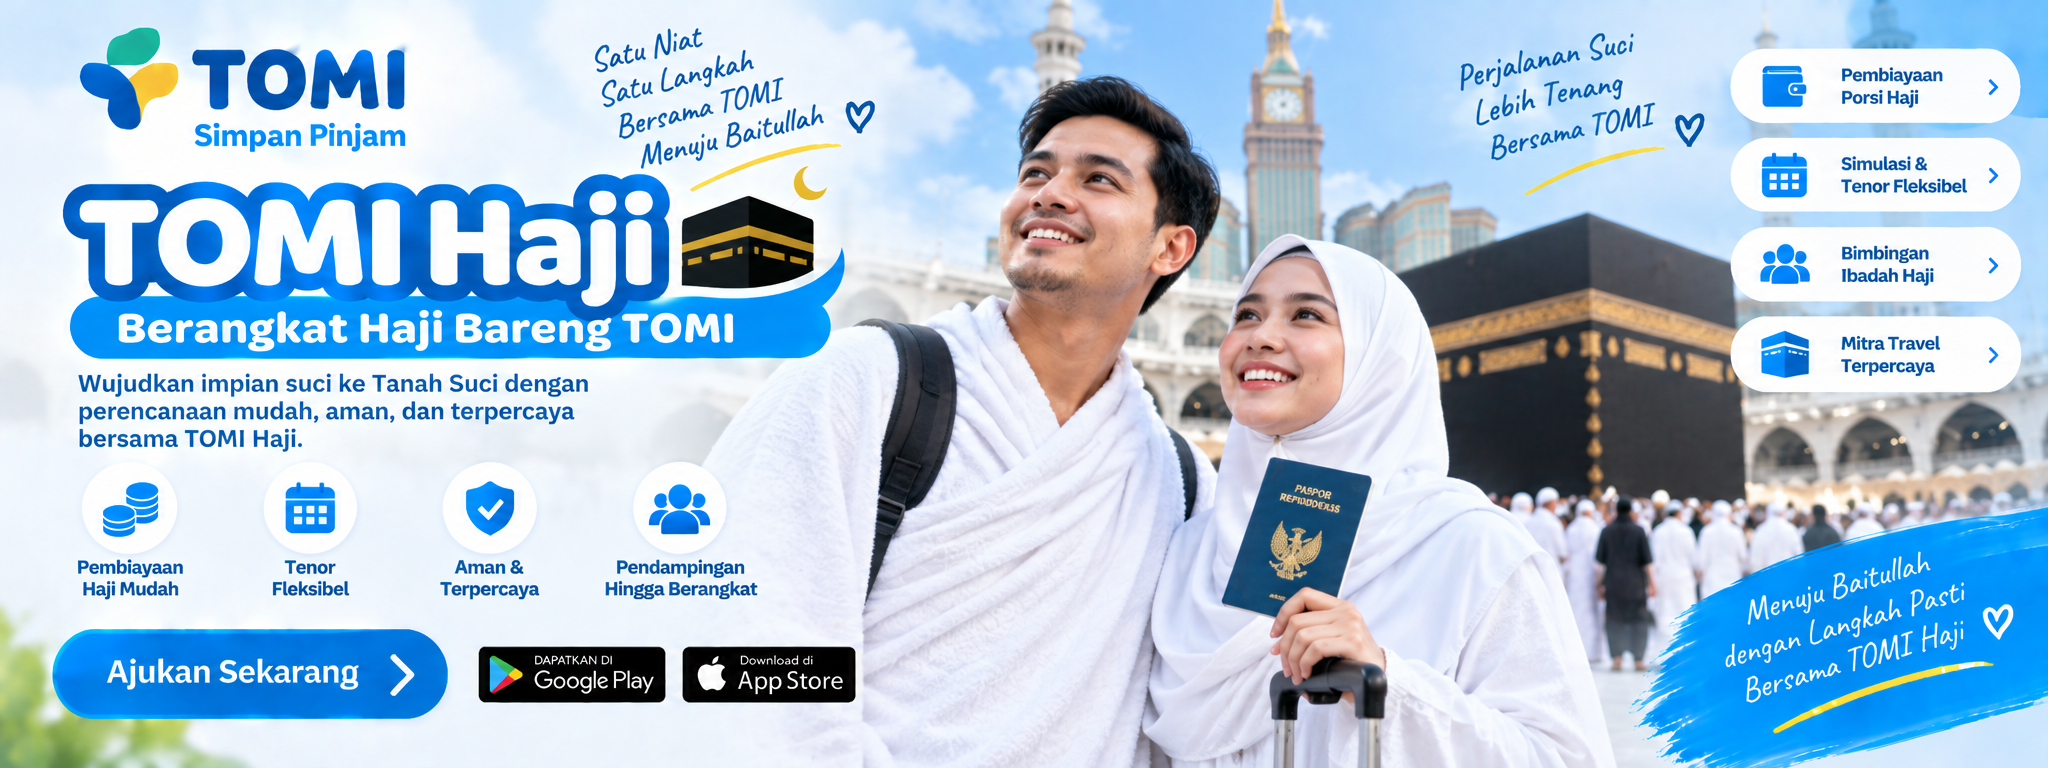 TOMI
Simpan Pinjam
Satu Niat
Satu Langkah
Bersama TOMI
Menuju Baitullah
TOMI Haji
Berangkat Haji Bareng TOMI
Wujudkan impian suci ke Tanah Suci dengan
perencanaan mudah, aman, dan terpercaya
bersama TOMI Haji.
Pembiayaan
Haji Mudah
Tenor
Fleksibel
Aman &
Terpercaya
Pendampingan
Hingga Berangkat
Ajukan Sekarang
DAPATKAN DI
Google Play
Download di
App Store
Perjalanan Suci
Lebih Tenang
Bersama TOMI
Pembiayaan
Porsi Haji
Simulasi &
Tenor Fleksibel
Bimbingan
Ibadah Haji
Mitra Travel
Terpercaya
PASPOR
Menuju Baitullah
dengan Langkah Pasti
Bersama TOMI Haji